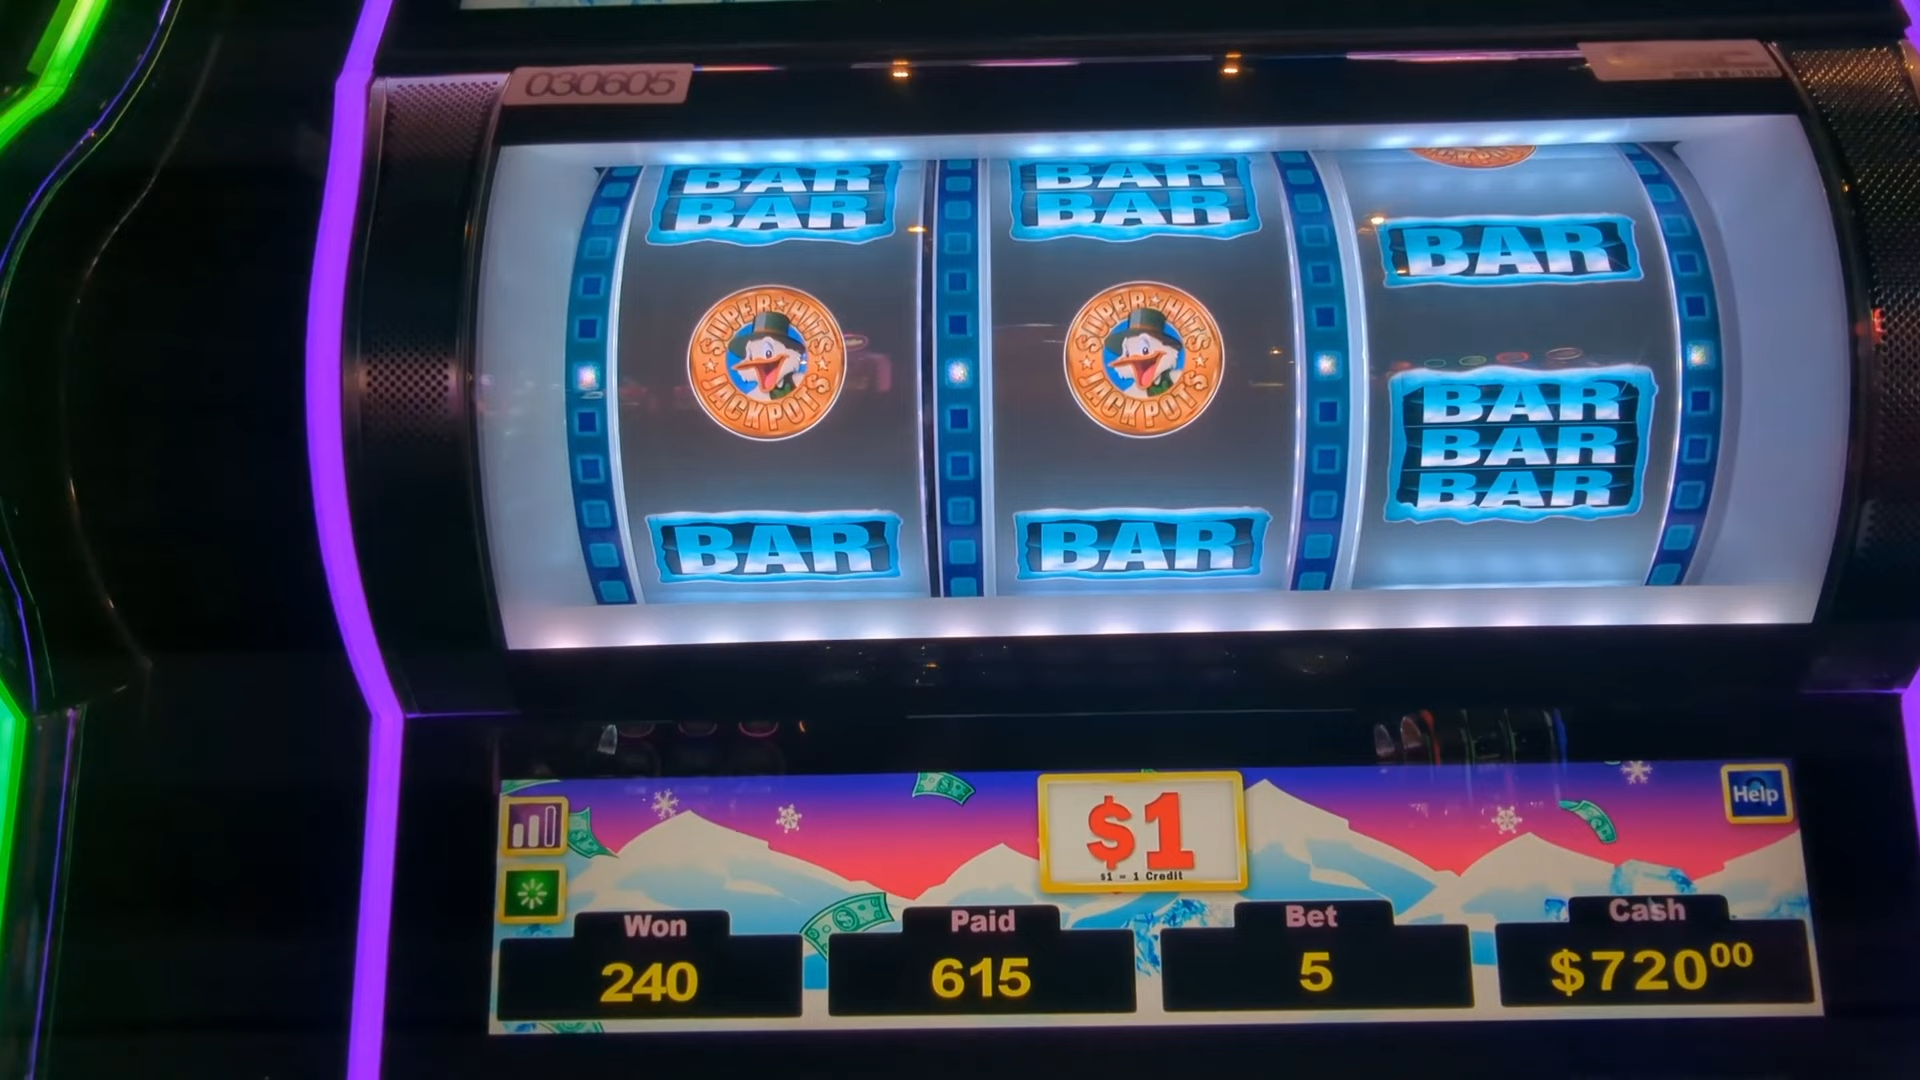 030605
BAR
BAR
BAR
BAR
JACKPOTS
BAR
SUPER HITS
JACKPOTS
SUPER HITS
JACKPOTS
BAR
BAR
BAR
BAR
BAR
$1
$1 = 1 Credit
Help
Won
Paid
Bet
Cash
240
615
5
$720⁰⁰